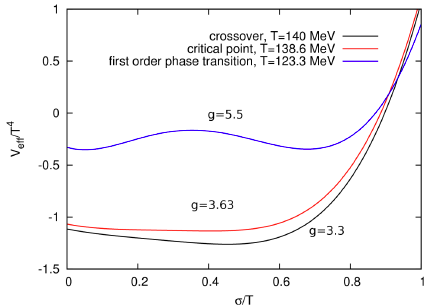 crossover, T=140 MeV
critical point, T=138.6 MeV
first order phase transition, T=123.3 MeV
g=5.5
g=3.63
g=3.3
V_eff/T^4
1
0.5
0
-0.5
-1
-1.5
0 0.2 0.4 0.6 0.8 1
σ/T